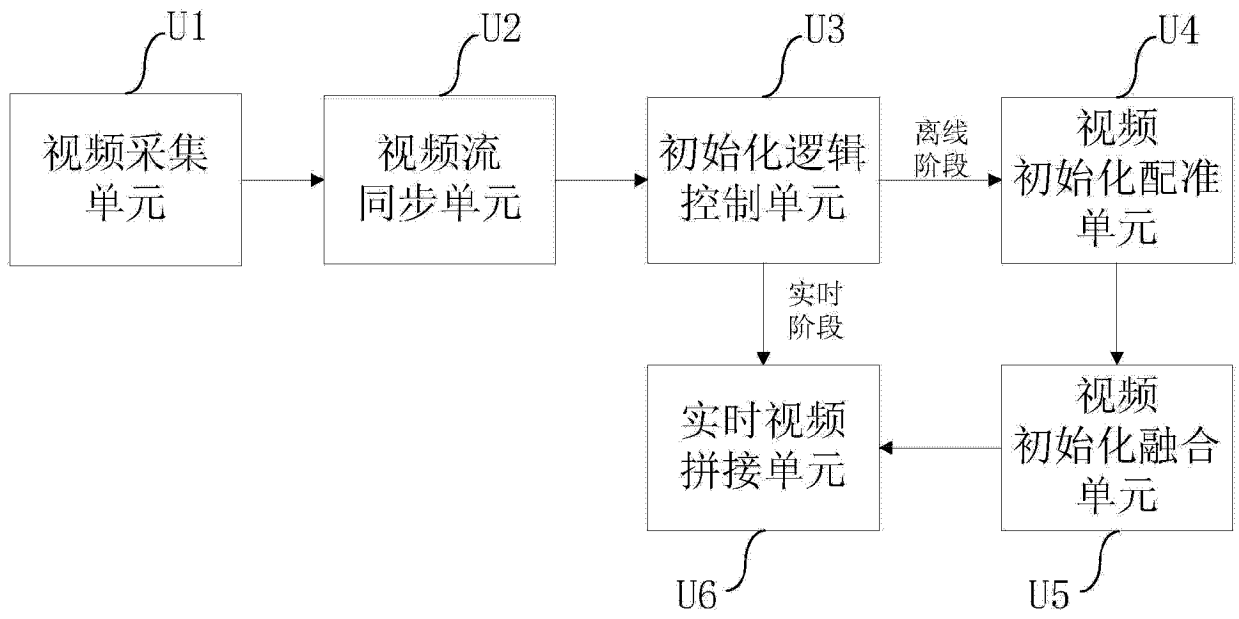 U1
U2
U3
U4
视频采集
单元
视频流
同步单元
初始化逻辑
控制单元
离线
阶段
视频
初始化配准
单元
实时
阶段
实时视频
拼接单元
视频
初始化融合
单元
U6
U5